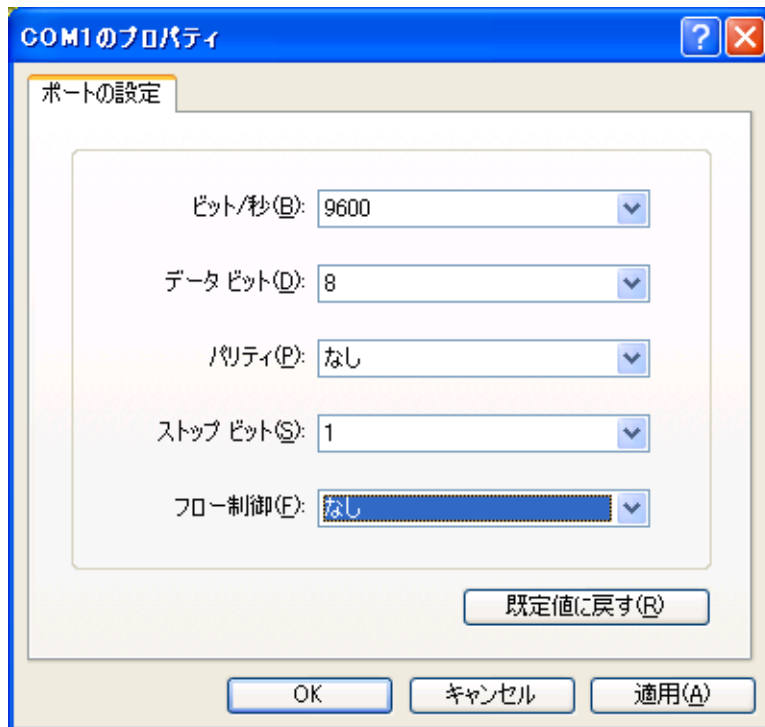 COM1のプロパティ
ポートの設定
ビット/秒(B): 9600
データ ビット(D): 8
パリティ(P): なし
ストップ ビット(S): 1
フロー制御(F): なし
既定値に戻す(R)
OK キャンセル 適用(A)